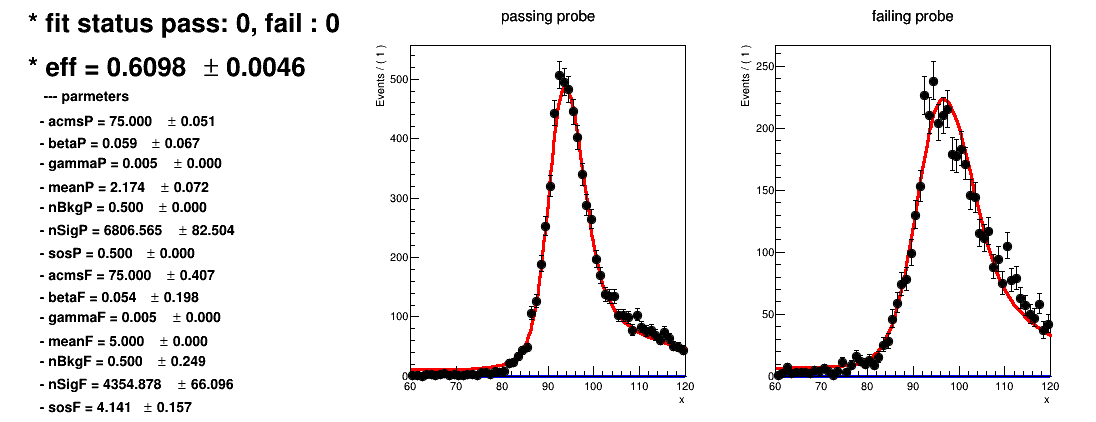 * fit status pass: 0, fail : 0
* eff = 0.6098 ± 0.0046
--- parmeters
- acmsP = 75.000 ± 0.051
- betaP = 0.059 ± 0.067
- gammaP = 0.005 ± 0.000
- meanP = 2.174 ± 0.072
- nBkgP = 0.500 ± 0.000
- nSigP = 6806.565 ± 82.504
- sosP = 0.500 ± 0.000
- acmsF = 75.000 ± 0.407
- betaF = 0.054 ± 0.198
- gammaF = 0.005 ± 0.000
- meanF = 5.000 ± 0.000
- nBkgF = 0.500 ± 0.249
- nSigF = 4354.878 ± 66.096
- sosF = 4.141 ± 0.157
passing probe
Events / ( 1 )
500
400
300
200
100
0
60 70 80 90 100 110 120
x
failing probe
Events / ( 1 )
250
200
150
100
50
0
60 70 80 90 100 110 120
x